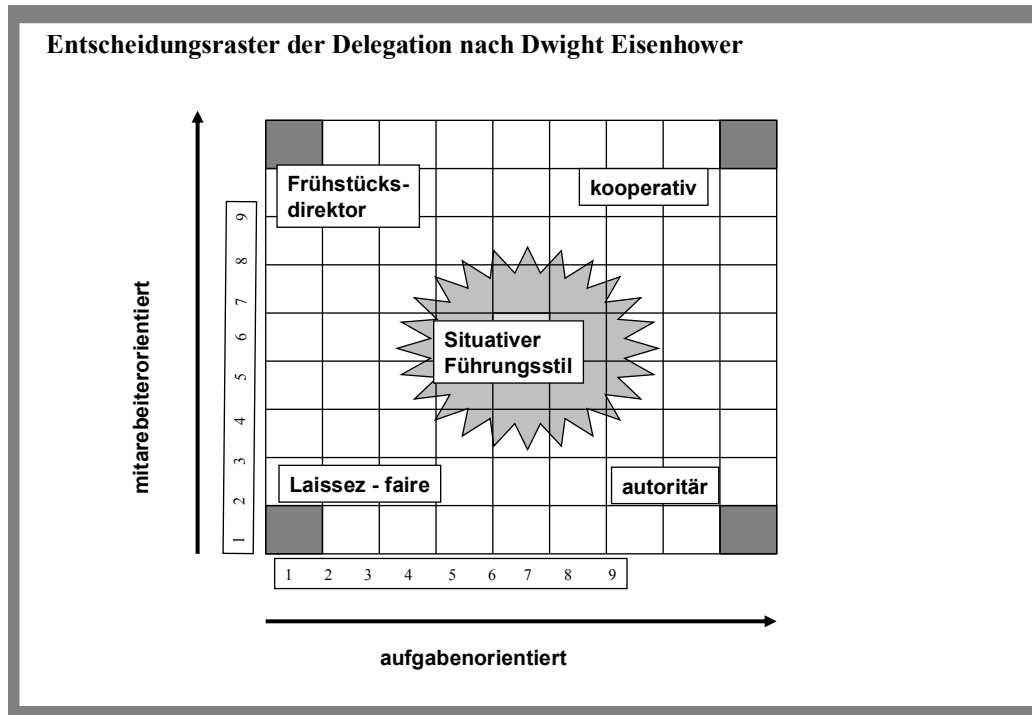 Entscheidungsraster der Delegation nach Dwight Eisenhower
Frühstücks-
direktor
kooperativ
Situativer
Führungsstil
Laissez - faire
autoritär
mitarebeiterorientiert
1 2 3 4 5 6 7 8 9
1 2 3 4 5 6 7 8 9
aufgabenorientiert